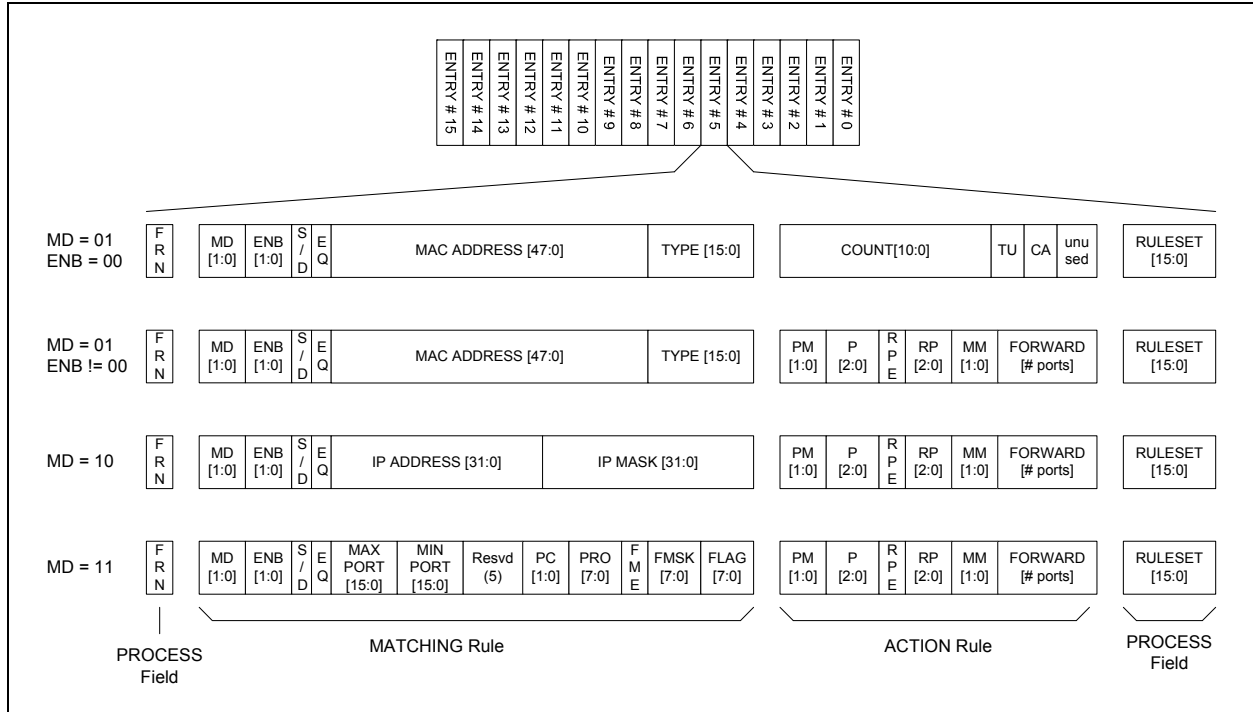 ENTRY # 15
ENTRY # 14
ENTRY # 13
ENTRY # 12
ENTRY # 11
ENTRY # 10
ENTRY # 9
ENTRY # 8
ENTRY # 7
ENTRY # 6
ENTRY # 5
ENTRY # 4
ENTRY # 3
ENTRY # 2
ENTRY # 1
ENTRY # 0
MD = 01
ENB = 00
F
R
N
MD
[1:0]
ENB
[1:0]
S
/
D
E
Q
MAC ADDRESS [47:0]
TYPE [15:0]
COUNT[10:0]
TU
CA
unu
sed
RULESET
[15:0]
MD = 01
ENB != 00
F
R
N
MD
[1:0]
ENB
[1:0]
S
/
D
E
Q
MAC ADDRESS [47:0]
TYPE [15:0]
PM
[1:0]
P
[2:0]
R
P
E
RP
[2:0]
MM
[1:0]
FORWARD
[# ports]
RULESET
[15:0]
MD = 10
F
R
N
MD
[1:0]
ENB
[1:0]
S
/
D
E
Q
IP ADDRESS [31:0]
IP MASK [31:0]
PM
[1:0]
P
[2:0]
R
P
E
RP
[2:0]
MM
[1:0]
FORWARD
[# ports]
RULESET
[15:0]
MD = 11
F
R
N
MD
[1:0]
ENB
[1:0]
S
/
D
E
Q
MAX
PORT
[15:0]
MIN
PORT
[15:0]
Resvd
(5)
PC
[1:0]
PRO
[7:0]
F
M
E
FMSK
[7:0]
FLAG
[7:0]
PM
[1:0]
P
[2:0]
R
P
E
RP
[2:0]
MM
[1:0]
FORWARD
[# ports]
RULESET
[15:0]
PROCESS
Field
MATCHING Rule
ACTION Rule
PROCESS
Field